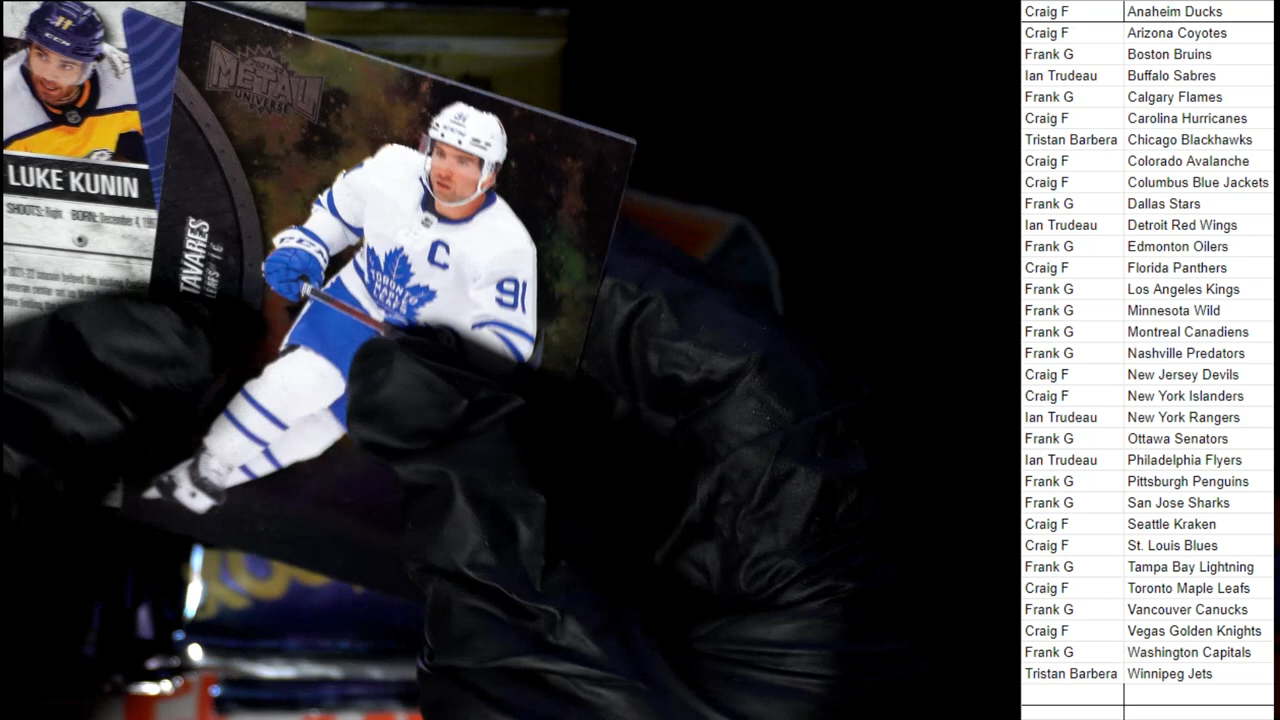 11
CCM
LUKE KUNIN
SHOOTS: Right BORN: December 4, 
METAL
UNIVERSE
TAVARES
LEAFS
91
CCM
C
TORONTO
MAPLE
LEAFS
91
Craig F Anaheim Ducks
Craig F Arizona Coyotes
Frank G Boston Bruins
Ian Trudeau Buffalo Sabres
Frank G Calgary Flames
Craig F Carolina Hurricanes
Tristan Barbera Chicago Blackhawks
Craig F Colorado Avalanche
Craig F Columbus Blue Jackets
Frank G Dallas Stars
Ian Trudeau Detroit Red Wings
Frank G Edmonton Oilers
Craig F Florida Panthers
Frank G Los Angeles Kings
Frank G Minnesota Wild
Frank G Montreal Canadiens
Frank G Nashville Predators
Craig F New Jersey Devils
Craig F New York Islanders
Ian Trudeau New York Rangers
Frank G Ottawa Senators
Ian Trudeau Philadelphia Flyers
Frank G Pittsburgh Penguins
Frank G San Jose Sharks
Craig F Seattle Kraken
Craig F St. Louis Blues
Frank G Tampa Bay Lightning
Craig F Toronto Maple Leafs
Frank G Vancouver Canucks
Craig F Vegas Golden Knights
Frank G Washington Capitals
Tristan Barbera Winnipeg Jets